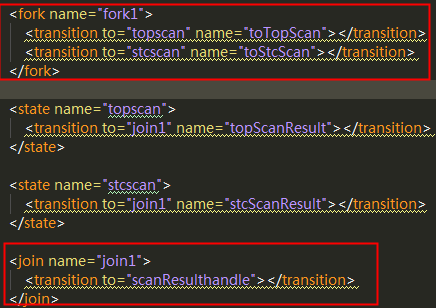 <fork name="fork1">
<transition to="topscan" name="toTopScan"></transition>
<transition to="stcscan" name="toStcScan"></transition>
</fork>
<state name="topscan">
<transition to="join1" name="topScanResult"></transition>
</state>
<state name="stcscan">
<transition to="join1" name="stcScanResult"></transition>
</state>
<join name="join1">
<transition to="scanResulthandle"></transition>
</join>